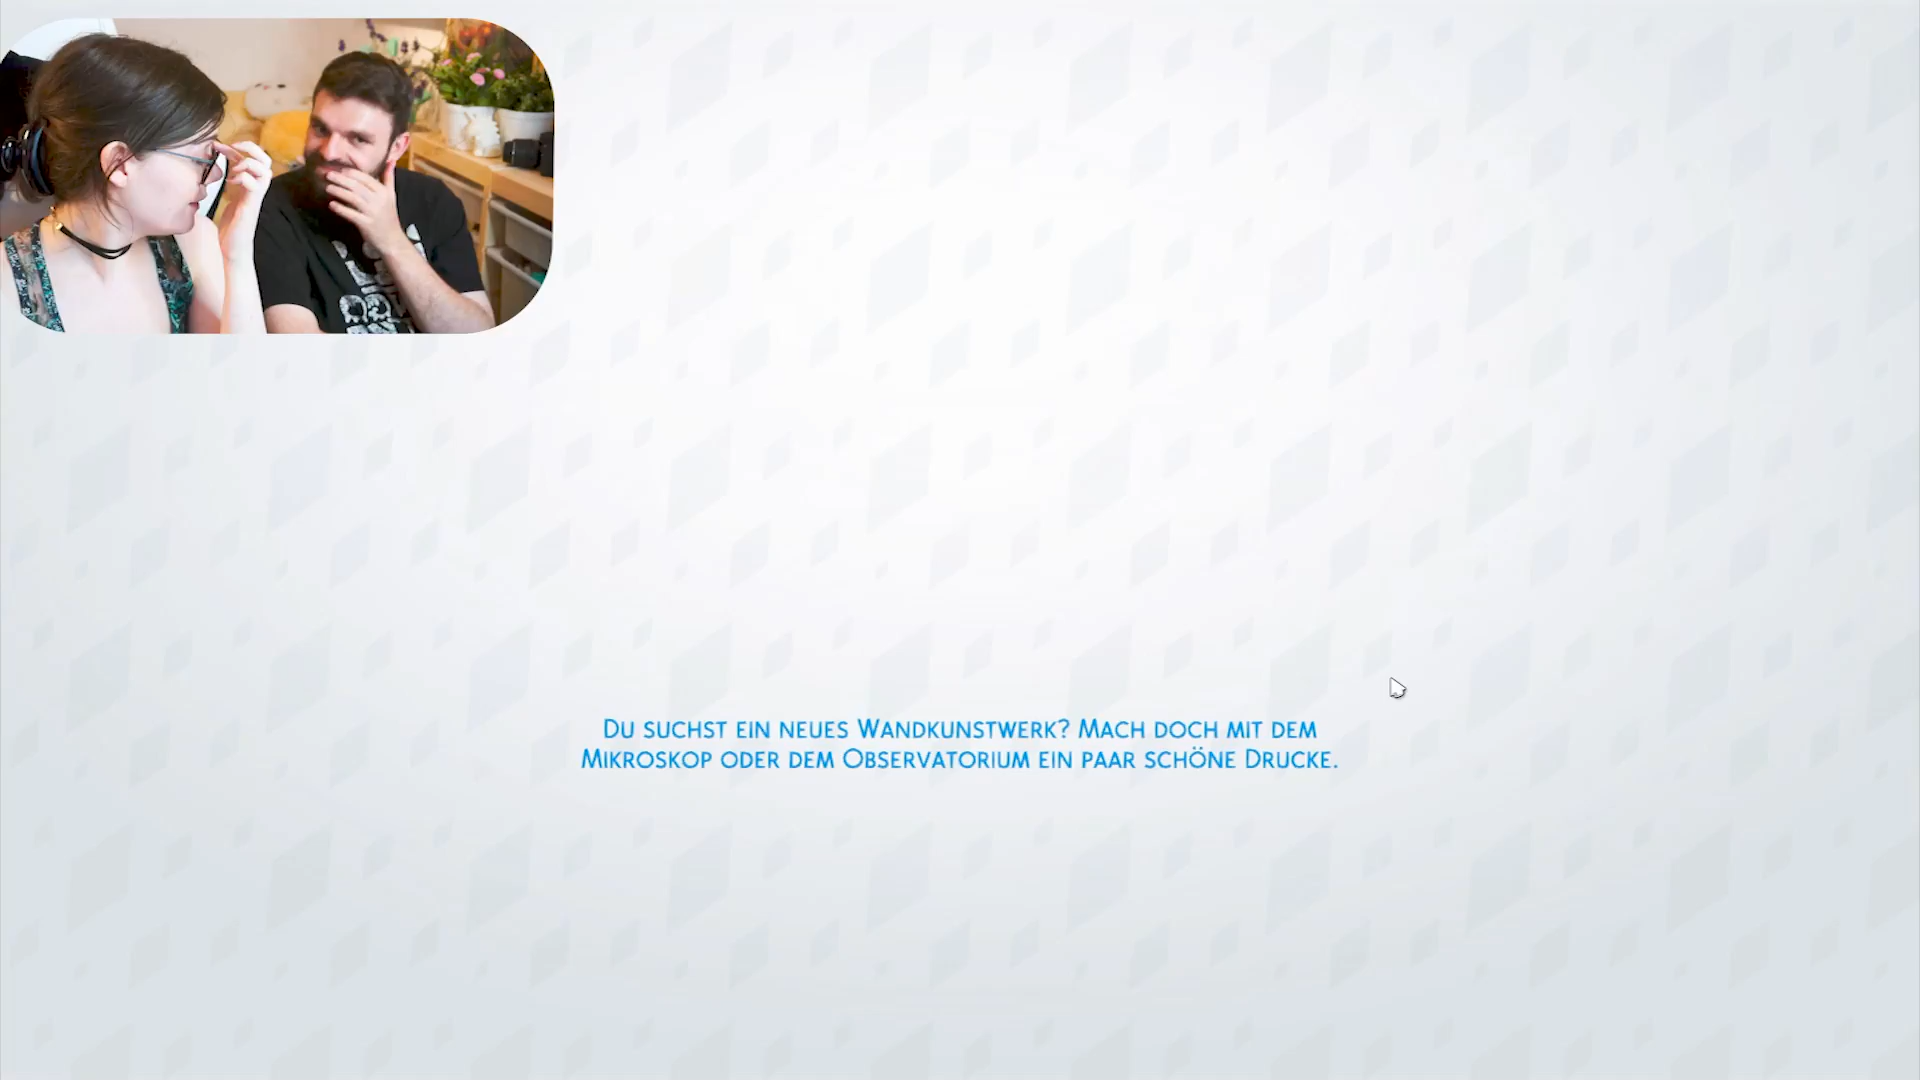 Du suchst ein neues Wandkunstwerk? Mach doch mit dem
Mikroskop oder dem Observatorium ein paar schöne Drucke.